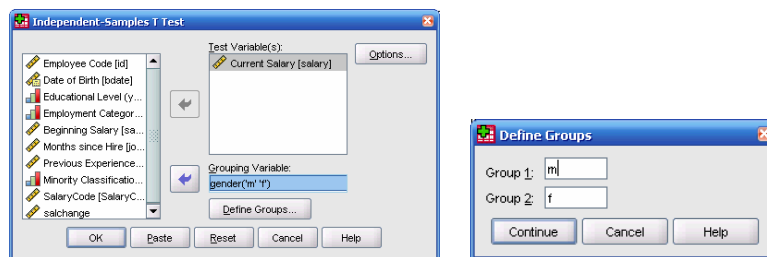 Independent-Samples T Test
Test Variable(s):
Options...
Employee Code [id]
Date of Birth [bdate]
Educational Level (y...
Employment Categor...
Beginning Salary [sa...
Months since Hire [jo...
Previous Experience...
Minority Classificatio...
SalaryCode [SalaryC...
salchange
Current Salary [salary]
Grouping Variable:
gender('m' 'f')
Define Groups...
OK Paste Reset Cancel Help
Define Groups
Group 1: m
Group 2: f
Continue Cancel Help